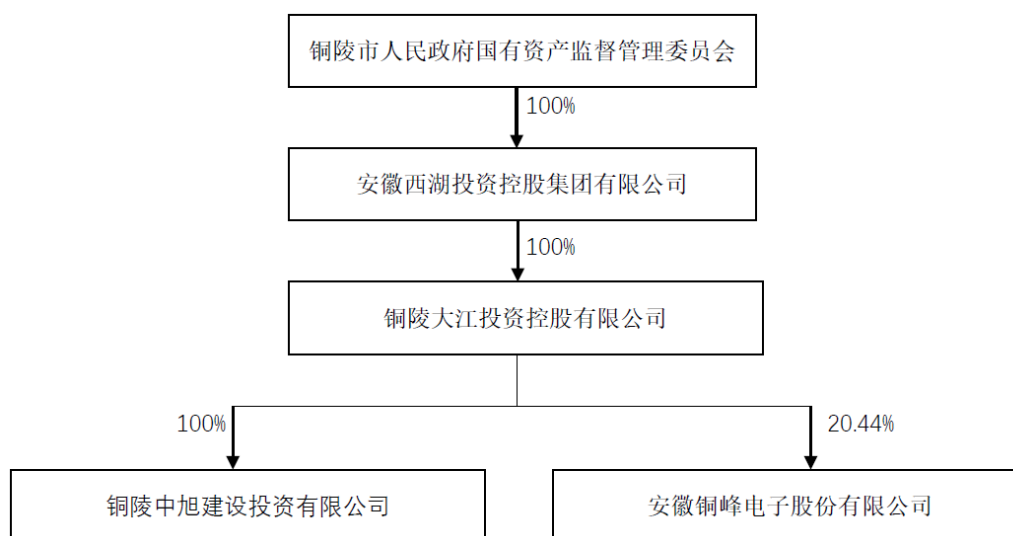 铜陵市人民政府国有资产监督管理委员会
100%
安徽西湖投资控股集团有限公司
100%
铜陵大江投资控股有限公司
100%
20.44%
铜陵中旭建设投资有限公司
安徽铜峰电子股份有限公司